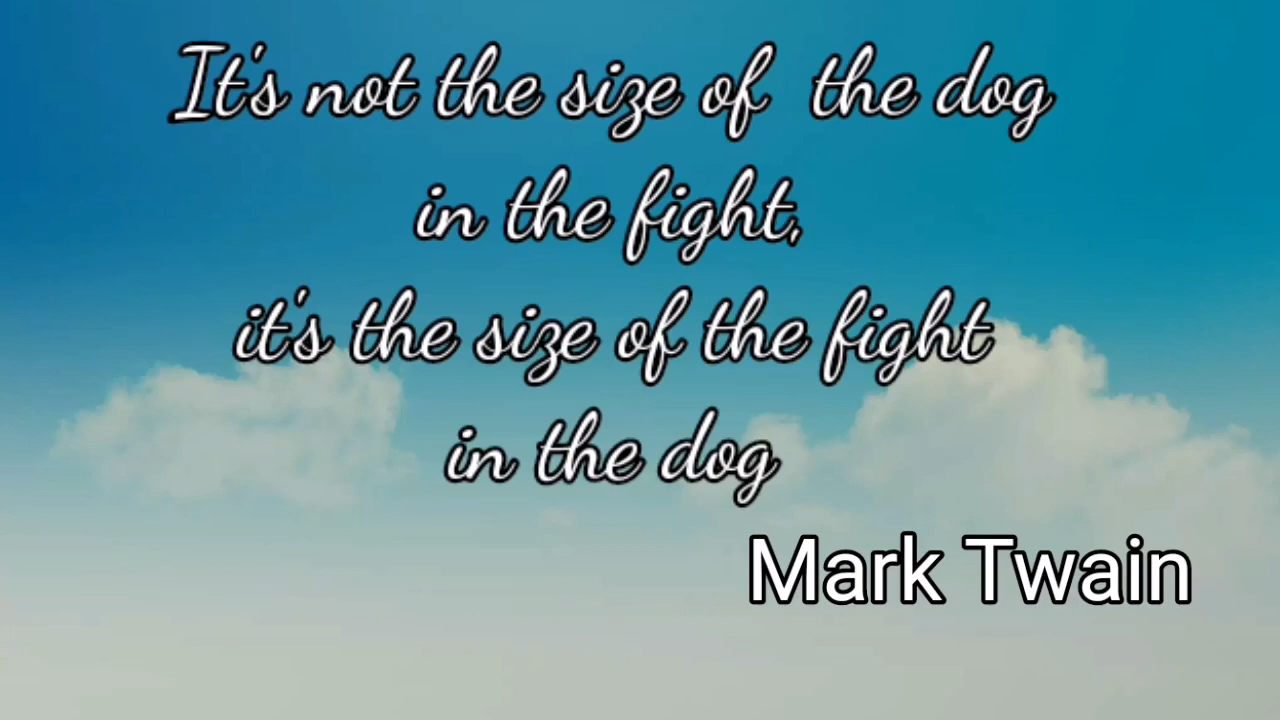 It's not the size of the dog
in the fight,
it's the size of the fight
in the dog
Mark Twain